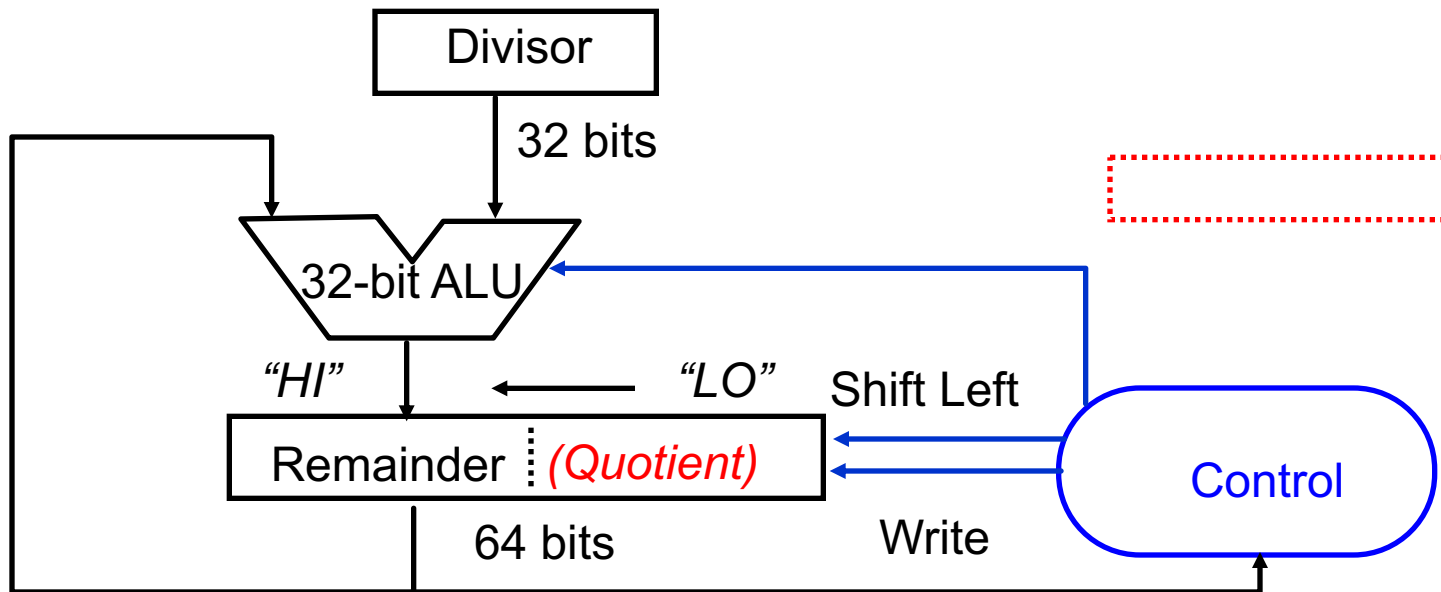 Divisor
32 bits
32-bit ALU
“HI”
“LO”
Shift Left
Remainder
(Quotient)
Control
64 bits
Write